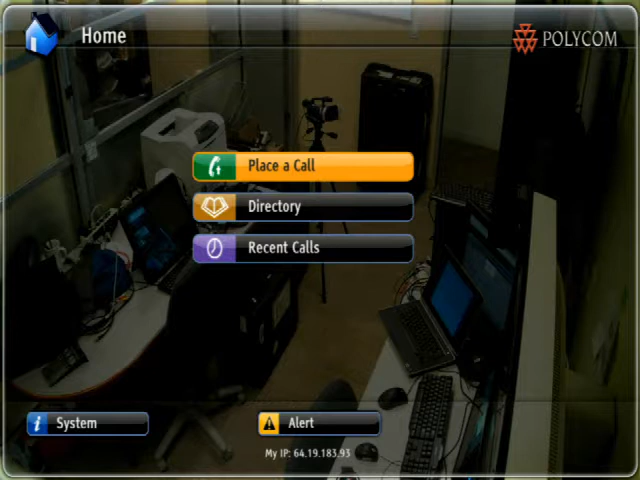 Home
POLYCOM
Place a Call
Directory
Recent Calls
System
Alert
My IP: 64.19.183.93